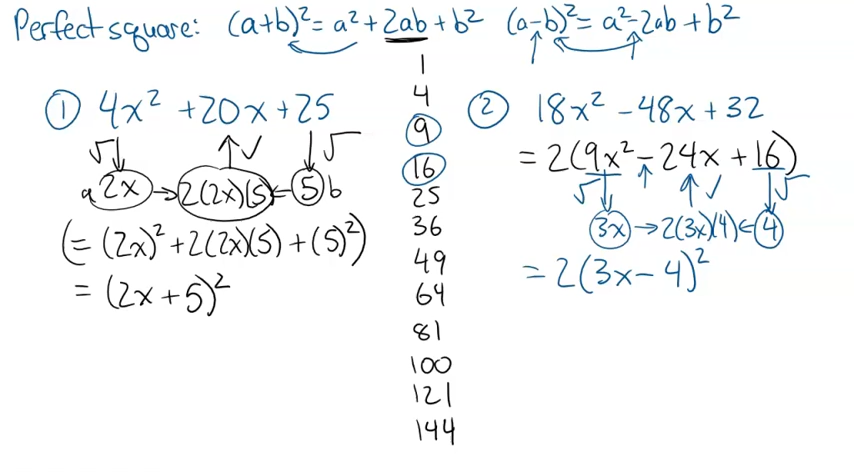 Perfect square: (a+b)² = a² + 2ab + b² (a-b)² = a² - 2ab + b²
① 4x² + 20x + 25
√ ✓ √
a 2x → 2(2x)(5) ← 5 b
(= (2x)² + 2(2x)(5) + (5)²)
= (2x + 5)²
1
4
9
16
25
36
49
64
81
100
121
144
② 18x² - 48x + 32
= 2(9x² - 24x + 16)
√ ✓ √
3x → 2(3x)(4) ← 4
= 2(3x - 4)²